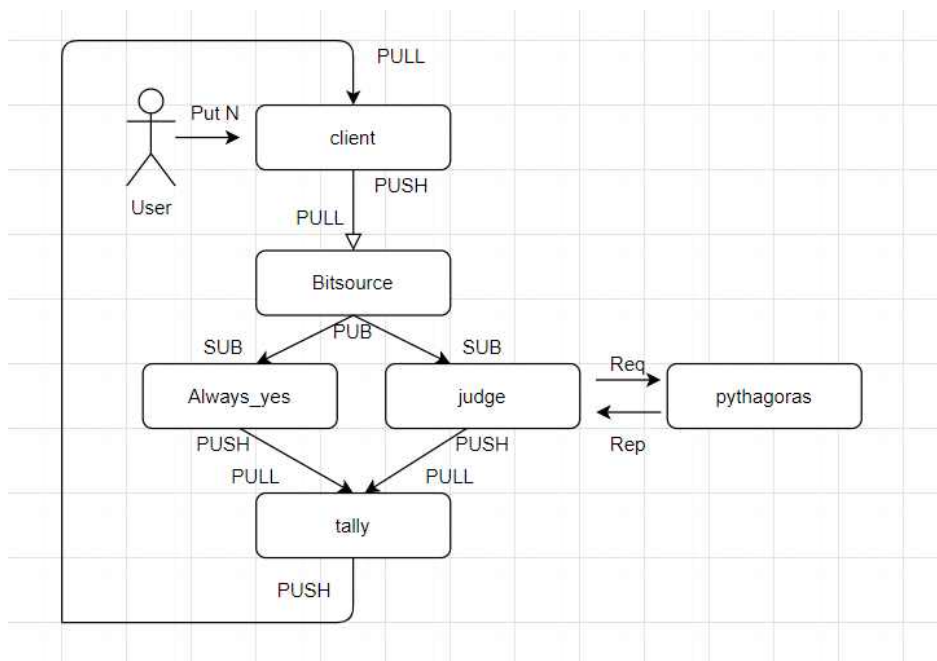 PULL
Put N
client
PUSH
User
PULL
Bitsource
PUB
SUB
SUB
Always_yes
judge
Req
pythagoras
Rep
PUSH
PUSH
PULL
PULL
tally
PUSH